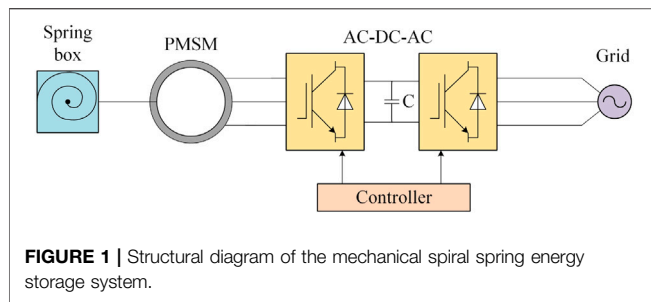 Spring
box
PMSM
AC-DC-AC
Grid
C
Controller
FIGURE 1 | Structural diagram of the mechanical spiral spring energy
storage system.